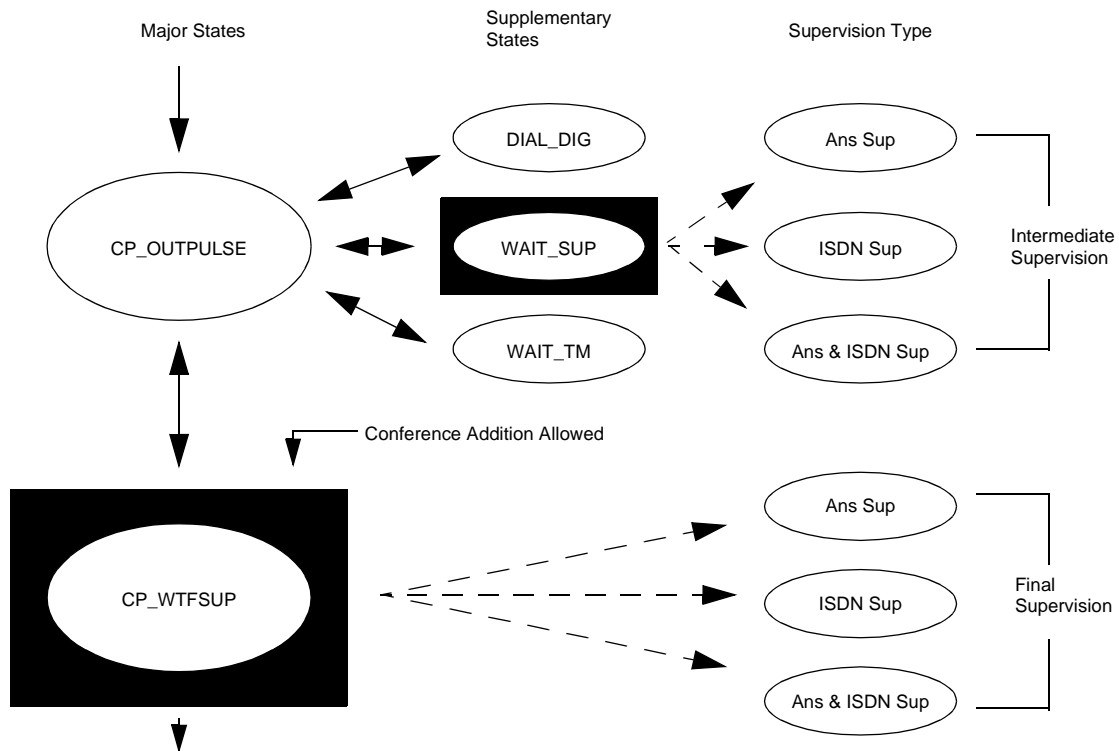 Major States
Supplementary
States
Supervision Type
DIAL_DIG
Ans Sup
CP_OUTPULSE
WAIT_SUP
ISDN Sup
Intermediate
Supervision
WAIT_TM
Ans & ISDN Sup
Conference Addition Allowed
Ans Sup
CP_WTFSUP
ISDN Sup
Final
Supervision
Ans & ISDN Sup